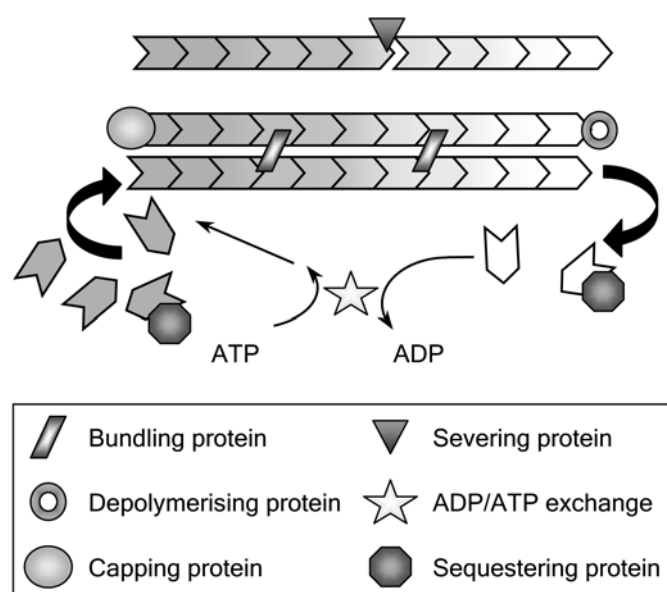 ATP
ADP
Bundling protein
Severing protein
Depolymerising protein
ADP/ATP exchange
Capping protein
Sequestering protein